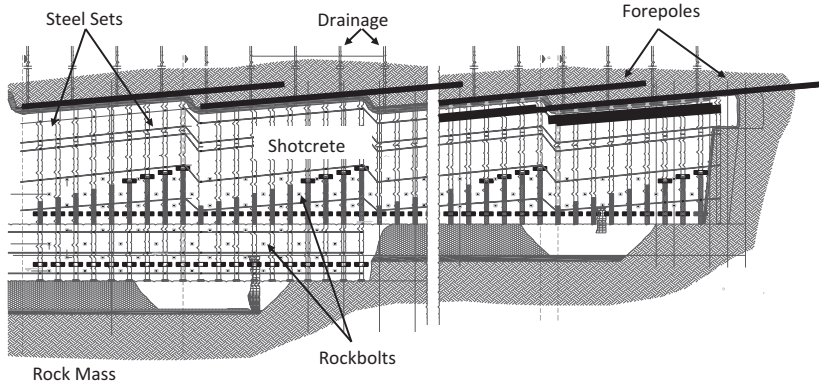 Steel Sets
Drainage
Forepoles
Shotcrete
Rockbolts
Rock Mass